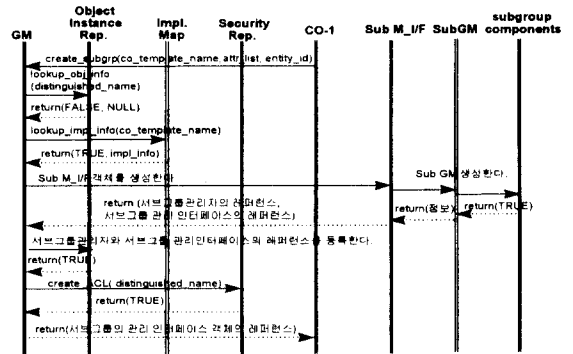 GM
Object Instance Rep.
Impl. Map
Security Rep.
CO-1
Sub M_I/F
SubGM
subgroup components
create_subgrp(co_template_name, attr_list, entity_id)
lookup_obj_info
(distinguished_name)
return(FALSE, NULL)
lookup_impl_info(co_template_name)
return(TRUE, impl_info)
Sub M_I/F객체를 생성한다
Sub GM 생성한다.
return (서브그룹관리자의 레퍼런스,
서브그룹 관리 인터페이스의 레퍼런스)
return(정보)
return(TRUE)
서브그룹관리자와 서브그룹 관리인터페이스의 레퍼런스를 등록한다.
return(TRUE)
create_ACL( distinguished_name)
return(TRUE)
return(서브그룹의 관리 인터페이스 객체의 레퍼런스)